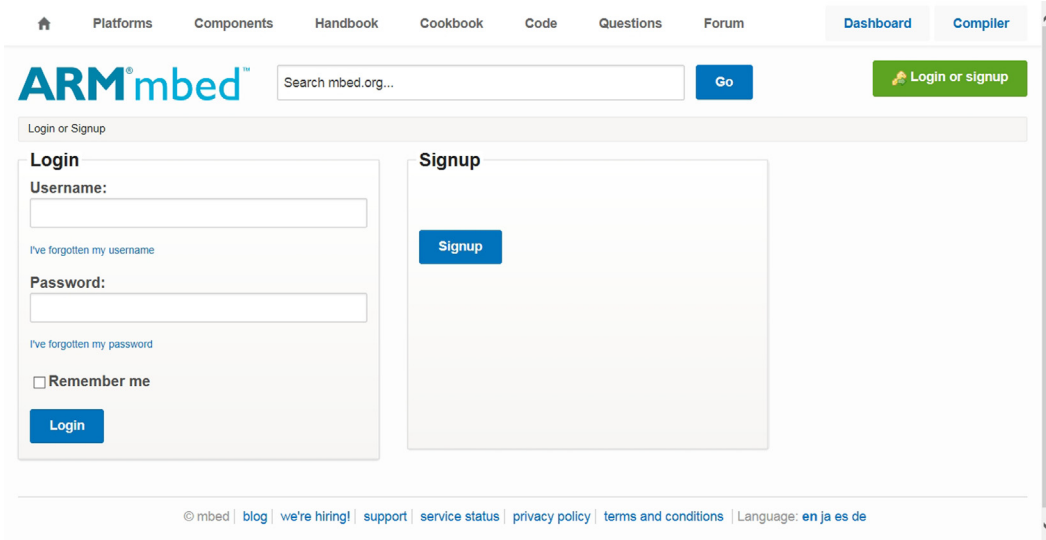 Platforms Components Handbook Cookbook Code Questions Forum Dashboard Compiler
ARM®mbed™ Search mbed.org... Go Login or signup
Login or Signup
Login
Username:
I've forgotten my username
Password:
I've forgotten my password
Remember me
Login
Signup
Signup
© mbed | blog | we're hiring! | support | service status | privacy policy | terms and conditions | Language: en ja es de